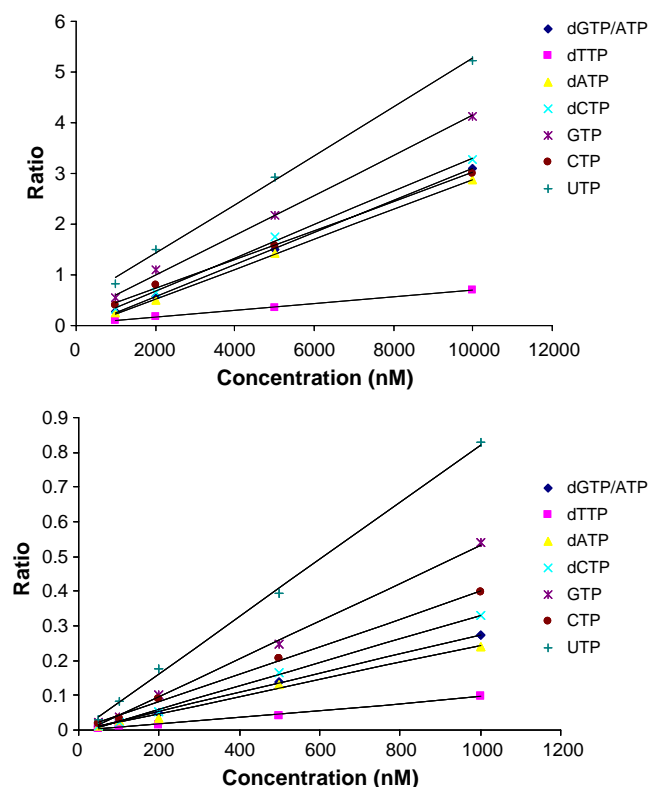 6
5
4
3
2
1
0
Ratio
0 2000 4000 6000 8000 10000 12000
Concentration (nM)
dGTP/ATP
dTTP
dATP
dCTP
GTP
CTP
UTP
0.9
0.8
0.7
0.6
0.5
0.4
0.3
0.2
0.1
0
Ratio
0 200 400 600 800 1000 1200
Concentration (nM)
dGTP/ATP
dTTP
dATP
dCTP
GTP
CTP
UTP